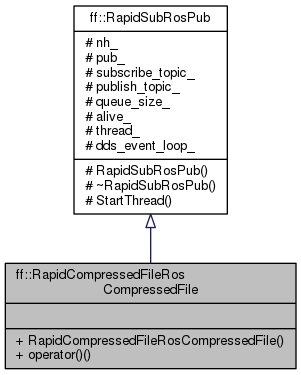 ff::RapidSubRosPub
# nh_
# pub_
# subscribe_topic_
# publish_topic_
# queue_size_
# alive_
# thread_
# dds_event_loop_
# RapidSubRosPub()
# ~RapidSubRosPub()
# StartThread()
ff::RapidCompressedFileRos
CompressedFile
+ RapidCompressedFileRosCompressedFile()
+ operator()()